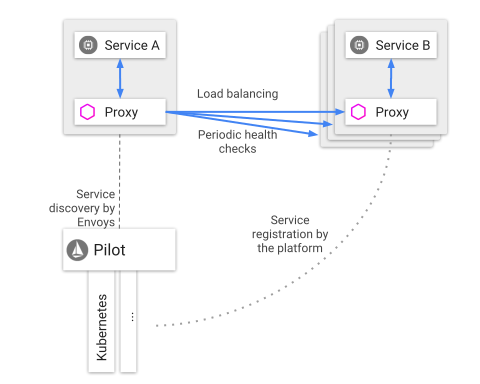 Service A
Service B
Load balancing
Proxy
Proxy
Periodic health
checks
Service
discovery by
Envoys
Service
registration by
the platform
Pilot
Kubernetes
...